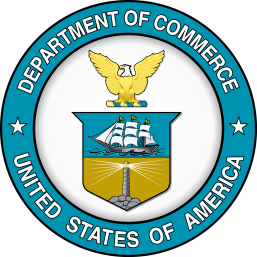 DEPARTMENT OF COMMERCE
UNITED STATES OF AMERICA